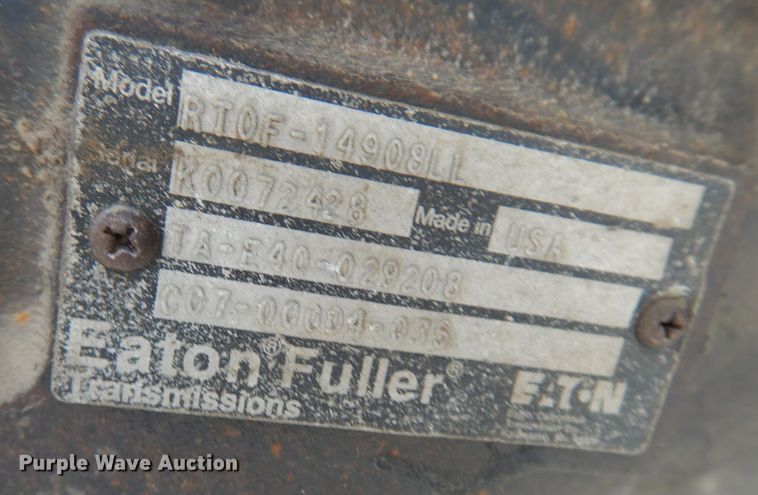 Model RTOF-14908LL
Serial K0072428 Made in USA
TA-E40-029208
C07-00004-036
Eaton® Fuller®
Transmissions
EATON
Purple Wave Auction